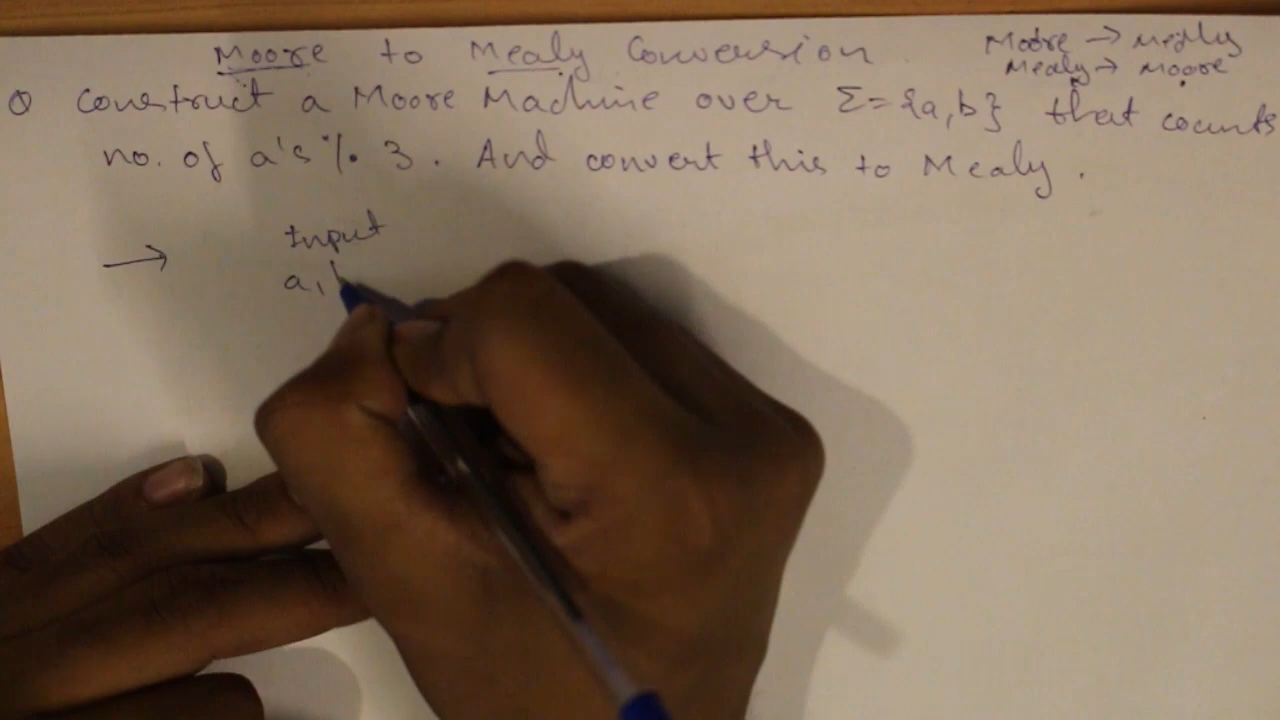 Moore to Mealy Conversion
Moore → Mealy
Mealy → Moore
Q Construct a Moore Machine over Σ={a,b} that counts
no. of a's % 3. And convert this to Mealy.
→ Input
a, b